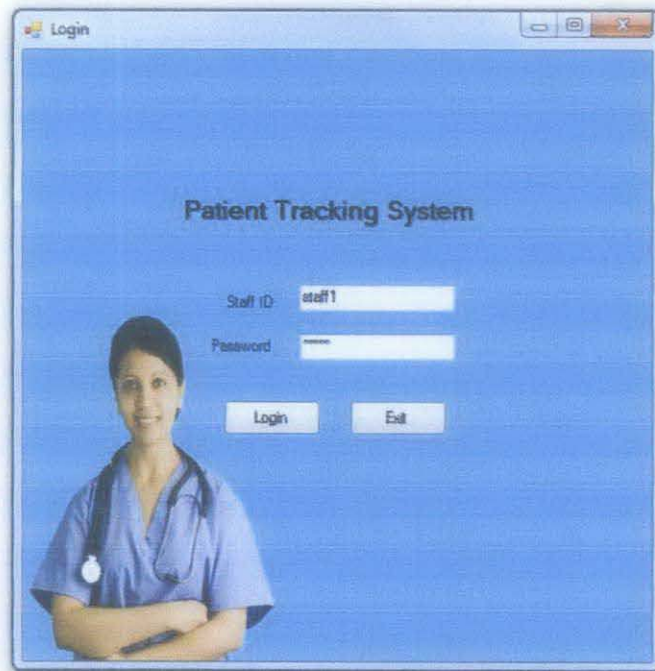 Login
Patient Tracking System
Staff ID
staff1
Password
Login
Exit